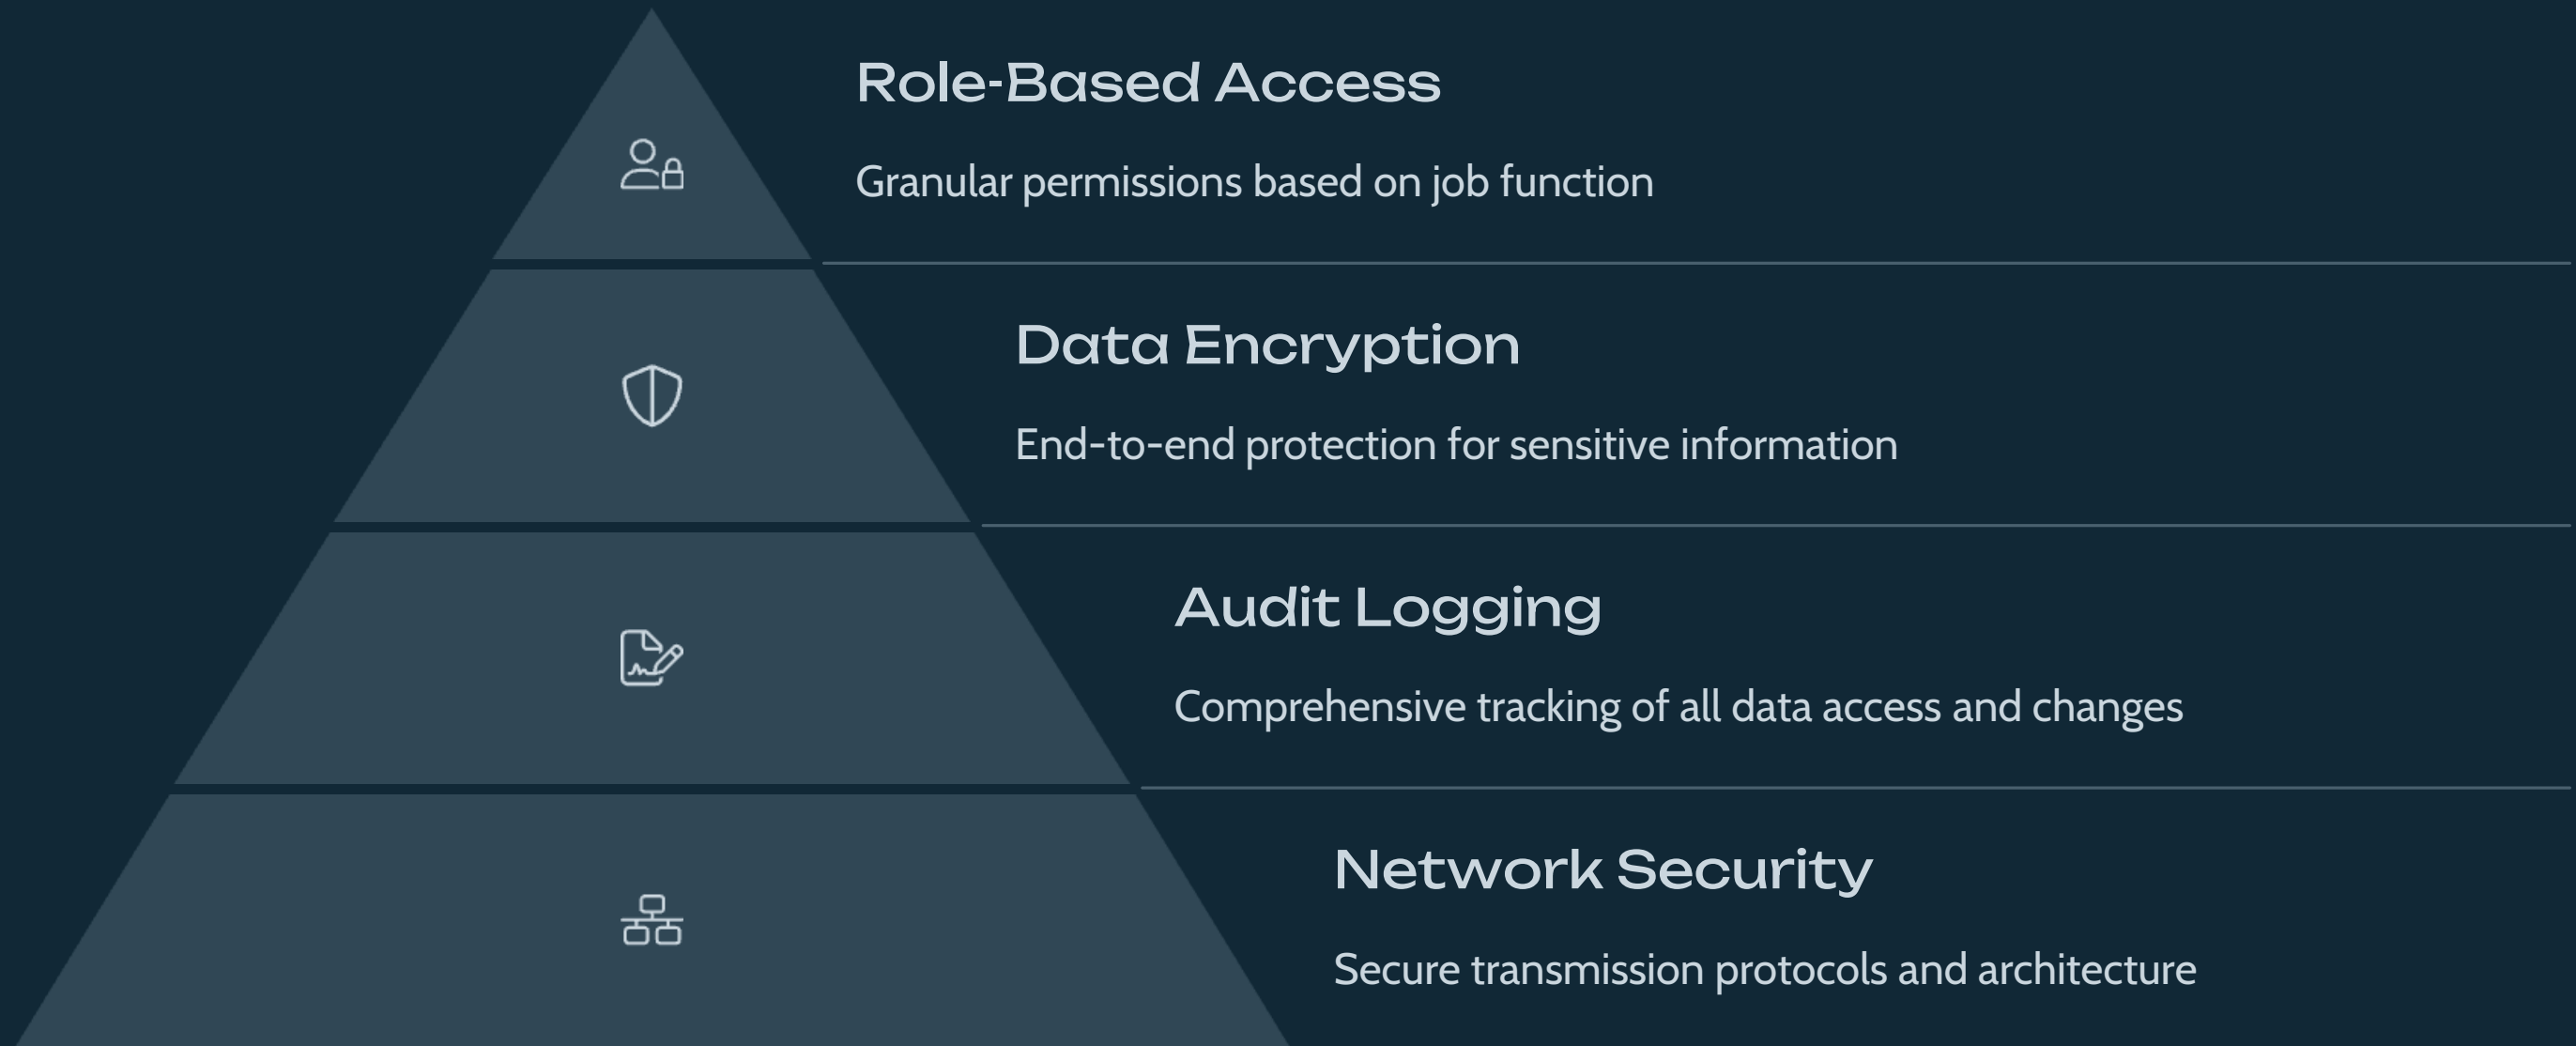 Role-Based Access
Granular permissions based on job function
Data Encryption
End-to-end protection for sensitive information
Audit Logging
Comprehensive tracking of all data access and changes
Network Security
Secure transmission protocols and architecture